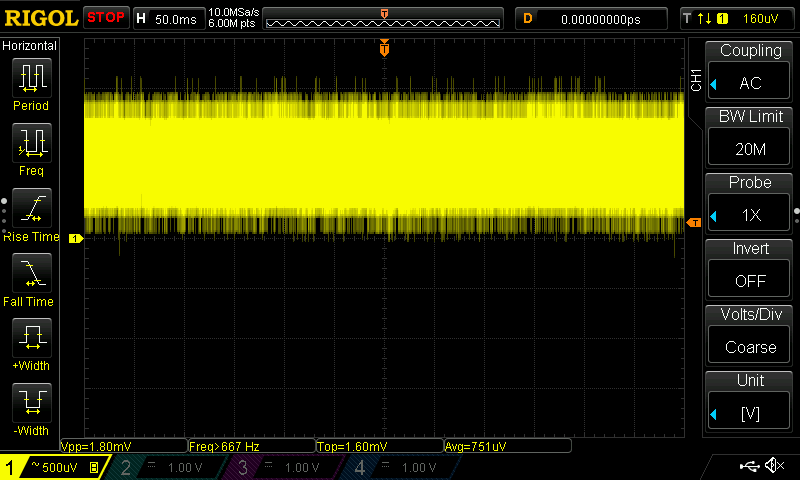 RIGOL STOP H 50.0ms 10.0MSa/s 6.00M pts T D 0.00000000ps T 1 160uV
Horizontal
Period
Freq
Rise Time
Fall Time
+Width
-Width
T
1
T
CH1
Coupling
AC
BW Limit
20M
Probe
1X
Invert
OFF
Volts/Div
Coarse
Unit
[V]
Vpp=1.80mV Freq>667 Hz Top=1.60mV Avg=751uV
1 ~ 500uV B 2 1.00 V 3 1.00 V 4 1.00 V